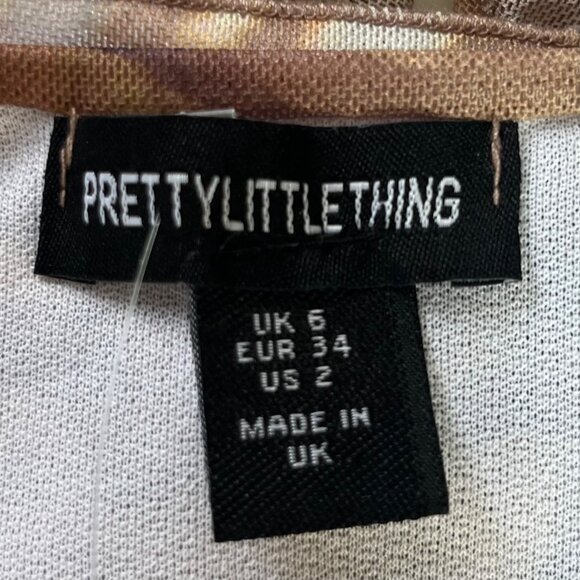 PRETTYLITTLETHING
UK 6
EUR 34
US 2
MADE IN
UK